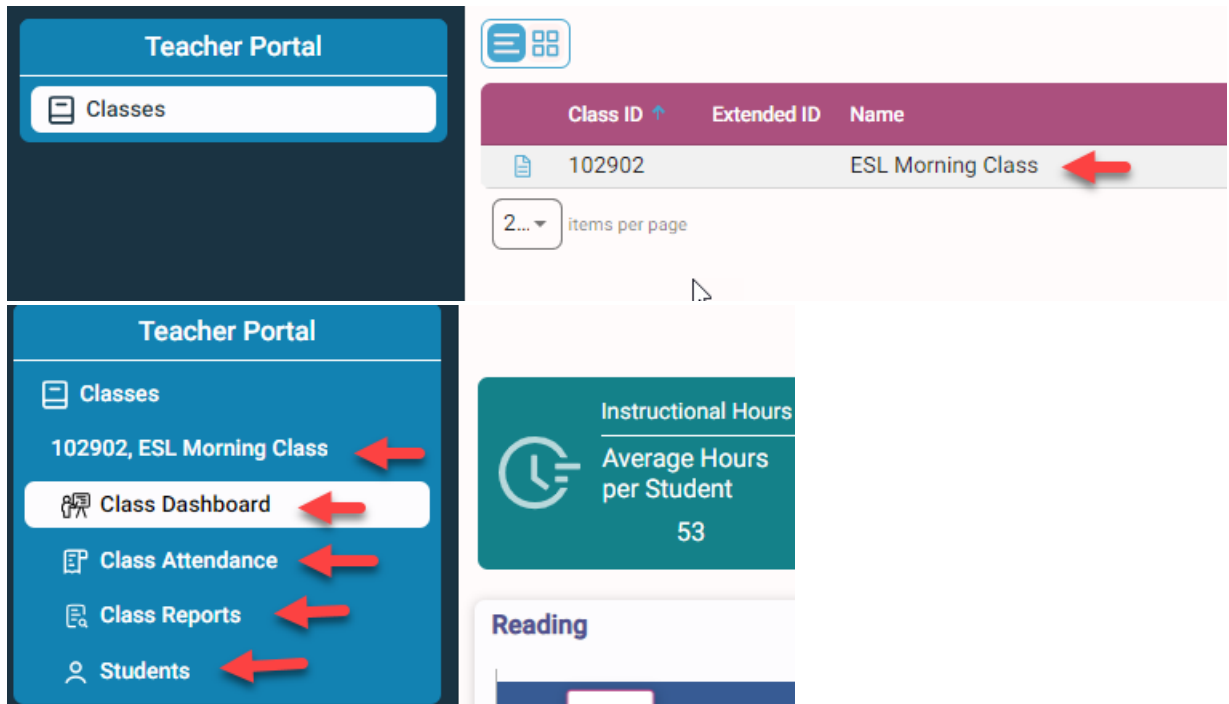 Teacher Portal
Classes
Class ID Extended ID Name
102902 ESL Morning Class
2... items per page
Teacher Portal
Classes
102902, ESL Morning Class
Class Dashboard
Class Attendance
Class Reports
Students
Instructional Hours
Average Hours
per Student
53
Reading